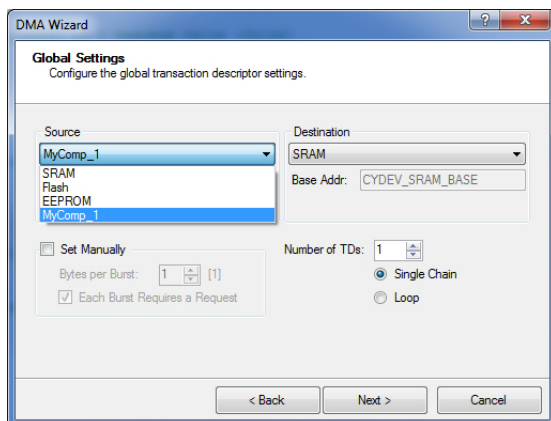 DMA Wizard
Global Settings
Configure the global transaction descriptor settings.
Source
MyComp_1
SRAM
Flash
EEPROM
MyComp_1
Destination
SRAM
Base Addr: CYDEV_SRAM_BASE
Set Manually
Bytes per Burst: 1 [1]
Each Burst Requires a Request
Number of TDs: 1
Single Chain
Loop
< Back Next > Cancel